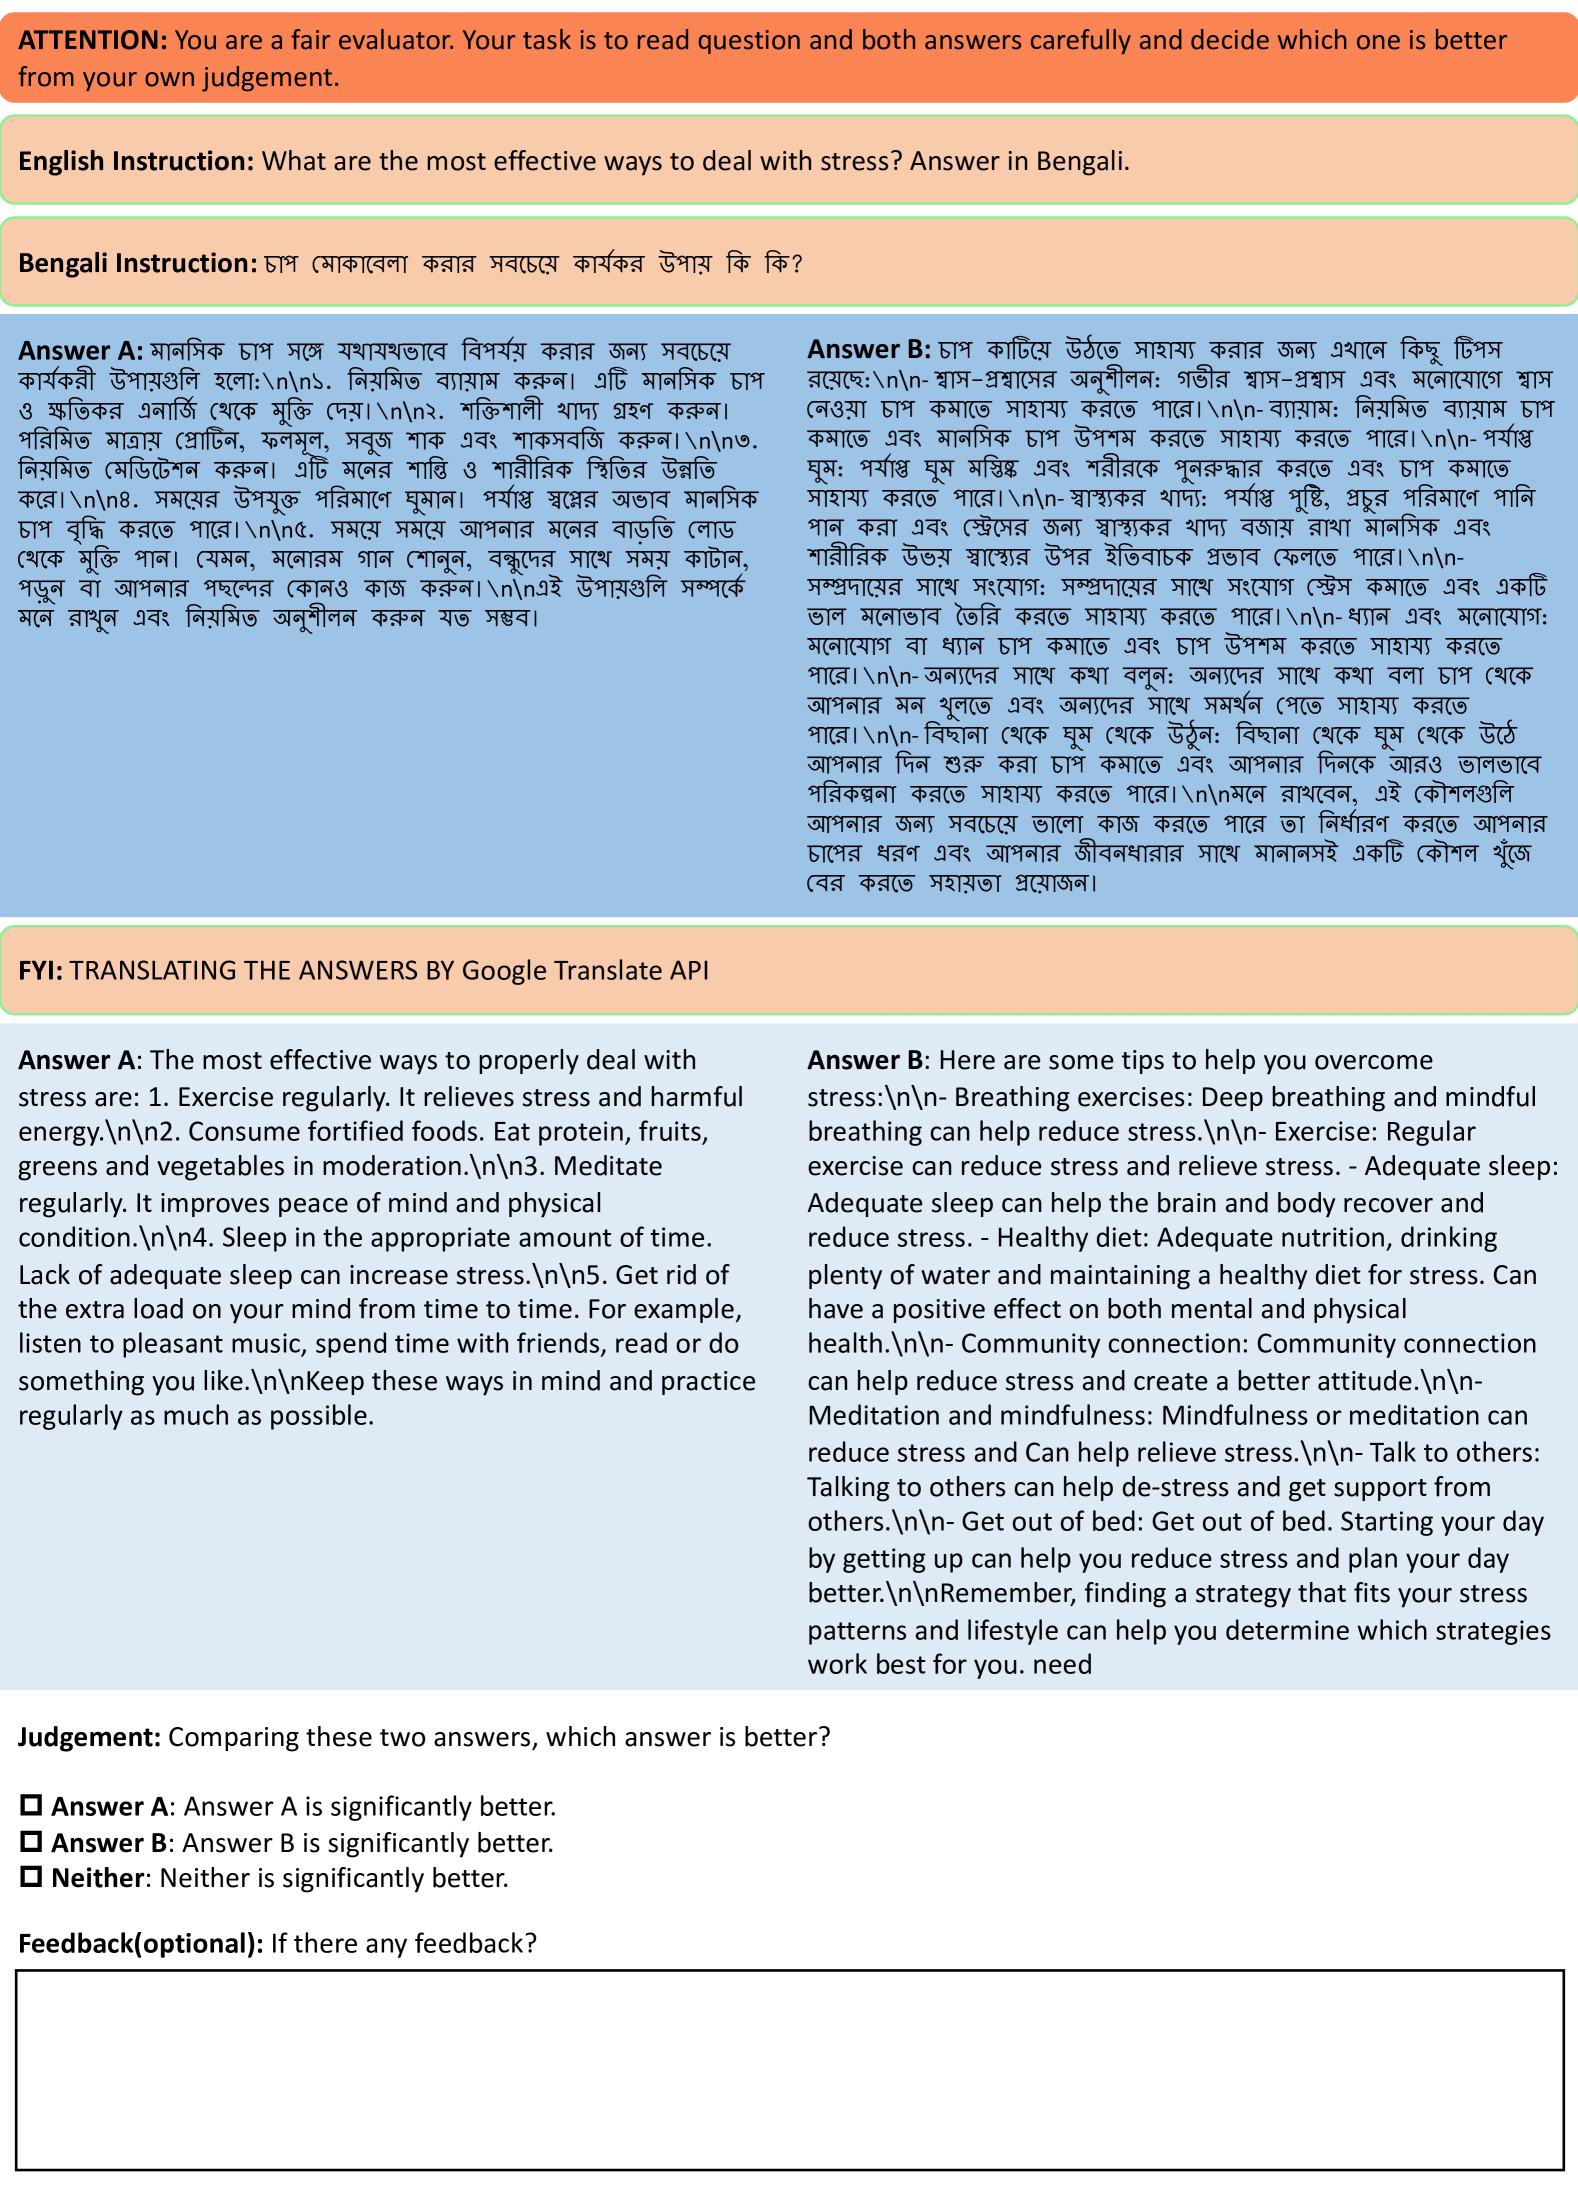 ATTENTION: You are a fair evaluator. Your task is to read question and both answers carefully and decide which one is better
from your own judgement.
English Instruction: What are the most effective ways to deal with stress? Answer in Bengali.
Bengali Instruction: চাপ মোকাবেলা করার সবচেয়ে কার্যকর উপায় কি কি?
Answer A: মানসিক চাপ সঙ্গে যথাযথভাবে বিপর্যয় করার জন্য সবচেয়ে
কার্যকরী উপায়গুলি হলো:\n\n১. নিয়মিত ব্যায়াম করুন। এটি মানসিক চাপ
ও ক্ষতিকর এনার্জি থেকে মুক্তি দেয়।\n\n২. শক্তিশালী খাদ্য গ্রহণ করুন।
পরিমিত মাত্রায় প্রোটিন, ফলমূল, সবুজ শাক এবং শাকসবজি করুন।\n\n৩.
নিয়মিত মেডিটেশন করুন। এটি মনের শান্তি ও শারীরিক স্থিতির উন্নতি
করে।\n\n৪. সময়ের উপযুক্ত পরিমাণে ঘুমান। পর্যাপ্ত স্বপ্নের অভাব মানসিক
চাপ বৃদ্ধি করতে পারে।\n\n৫. সময়ে সময়ে আপনার মনের বাড়তি লোড
থেকে মুক্তি পান। যেমন, মনোরম গান শোনুন, বন্ধুদের সাথে সময় কাটান,
পড়ুন বা আপনার পছন্দের কোনও কাজ করুন।\n\nএই উপায়গুলি সম্পর্কে
মনে রাখুন এবং নিয়মিত অনুশীলন করুন যত সম্ভব।
Answer B: চাপ কাটিয়ে উঠতে সাহায্য করার জন্য এখানে কিছু টিপস
রয়েছে:\n\n- শ্বাস-প্রশ্বাসের অনুশীলন: গভীর শ্বাস-প্রশ্বাস এবং মনোযোগে শ্বাস
নেওয়া চাপ কমাতে সাহায্য করতে পারে।\n\n- ব্যায়াম: নিয়মিত ব্যায়াম চাপ
কমাতে এবং মানসিক চাপ উপশম করতে সাহায্য করতে পারে।\n\n- পর্যাপ্ত
ঘুম: পর্যাপ্ত ঘুম মস্তিষ্ক এবং শরীরকে পুনরুদ্ধার করতে এবং চাপ কমাতে
সাহায্য করতে পারে।\n\n- স্বাস্থ্যকর খাদ্য: পর্যাপ্ত পুষ্টি, প্রচুর পরিমাণে পানি
পান করা এবং স্ট্রেসের জন্য স্বাস্থ্যকর খাদ্য বজায় রাখা মানসিক এবং
শারীরিক উভয় স্বাস্থ্যের উপর ইতিবাচক প্রভাব ফেলতে পারে।\n\n-
সম্প্রদায়ের সাথে সংযোগ: সম্প্রদায়ের সাথে সংযোগ স্ট্রেস কমাতে এবং একটি
ভাল মনোভাব তৈরি করতে সাহায্য করতে পারে।\n\n- ধ্যান এবং মনোযোগ:
মনোযোগ বা ধ্যান চাপ কমাতে এবং চাপ উপশম করতে সাহায্য করতে
পারে।\n\n- অন্যদের সাথে কথা বলুন: অন্যদের সাথে কথা বলা চাপ থেকে
আপনার মন খুলতে এবং অন্যদের সাথে সমর্থন পেতে সাহায্য করতে
পারে।\n\n- বিছানা থেকে ঘুম থেকে উঠুন: বিছানা থেকে ঘুম থেকে উঠে
আপনার দিন শুরু করা চাপ কমাতে এবং আপনার দিনকে আরও ভালভাবে
পরিকল্পনা করতে সাহায্য করতে পারে।\n\nমনে রাখবেন, এই কৌশলগুলি
আপনার জন্য সবচেয়ে ভালো কাজ করতে পারে তা নির্ধারণ করতে আপনার
চাপের ধরণ এবং আপনার জীবনধারার সাথে মানানসই একটি কৌশল খুঁজে
বের করতে সহায়তা প্রয়োজন।
FYI: TRANSLATING THE ANSWERS BY Google Translate API
Answer A: The most effective ways to properly deal with
stress are: 1. Exercise regularly. It relieves stress and harmful
energy.\n\n2. Consume fortified foods. Eat protein, fruits,
greens and vegetables in moderation.\n\n3. Meditate
regularly. It improves peace of mind and physical
condition.\n\n4. Sleep in the appropriate amount of time.
Lack of adequate sleep can increase stress.\n\n5. Get rid of
the extra load on your mind from time to time. For example,
listen to pleasant music, spend time with friends, read or do
something you like.\n\nKeep these ways in mind and practice
regularly as much as possible.
Answer B: Here are some tips to help you overcome
stress:\n\n- Breathing exercises: Deep breathing and mindful
breathing can help reduce stress.\n\n- Exercise: Regular
exercise can reduce stress and relieve stress. - Adequate sleep:
Adequate sleep can help the brain and body recover and
reduce stress. - Healthy diet: Adequate nutrition, drinking
plenty of water and maintaining a healthy diet for stress. Can
have a positive effect on both mental and physical
health.\n\n- Community connection: Community connection
can help reduce stress and create a better attitude.\n\n-
Meditation and mindfulness: Mindfulness or meditation can
reduce stress and Can help relieve stress.\n\n- Talk to others:
Talking to others can help de-stress and get support from
others.\n\n- Get out of bed: Get out of bed. Starting your day
by getting up can help you reduce stress and plan your day
better.\n\nRemember, finding a strategy that fits your stress
patterns and lifestyle can help you determine which strategies
work best for you. need
Judgement: Comparing these two answers, which answer is better?
Answer A: Answer A is significantly better.
Answer B: Answer B is significantly better.
Neither: Neither is significantly better.
Feedback(optional): If there any feedback?